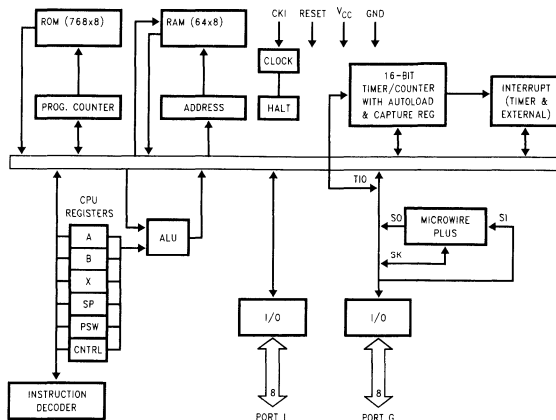 ROM (768x8)
RAM (64x8)
CKI
RESET
VCC
GND
CLOCK
HALT
PROG. COUNTER
ADDRESS
16-BIT
TIMER/COUNTER
WITH AUTOLOAD
& CAPTURE REG
INTERRUPT
(TIMER &
EXTERNAL)
TIO
CPU
REGISTERS
A
B
X
SP
PSW
CNTRL
ALU
SO
MICROWIRE
PLUS
SI
SK
I/O
I/O
INSTRUCTION
DECODER
8
8
PORT L
PORT G